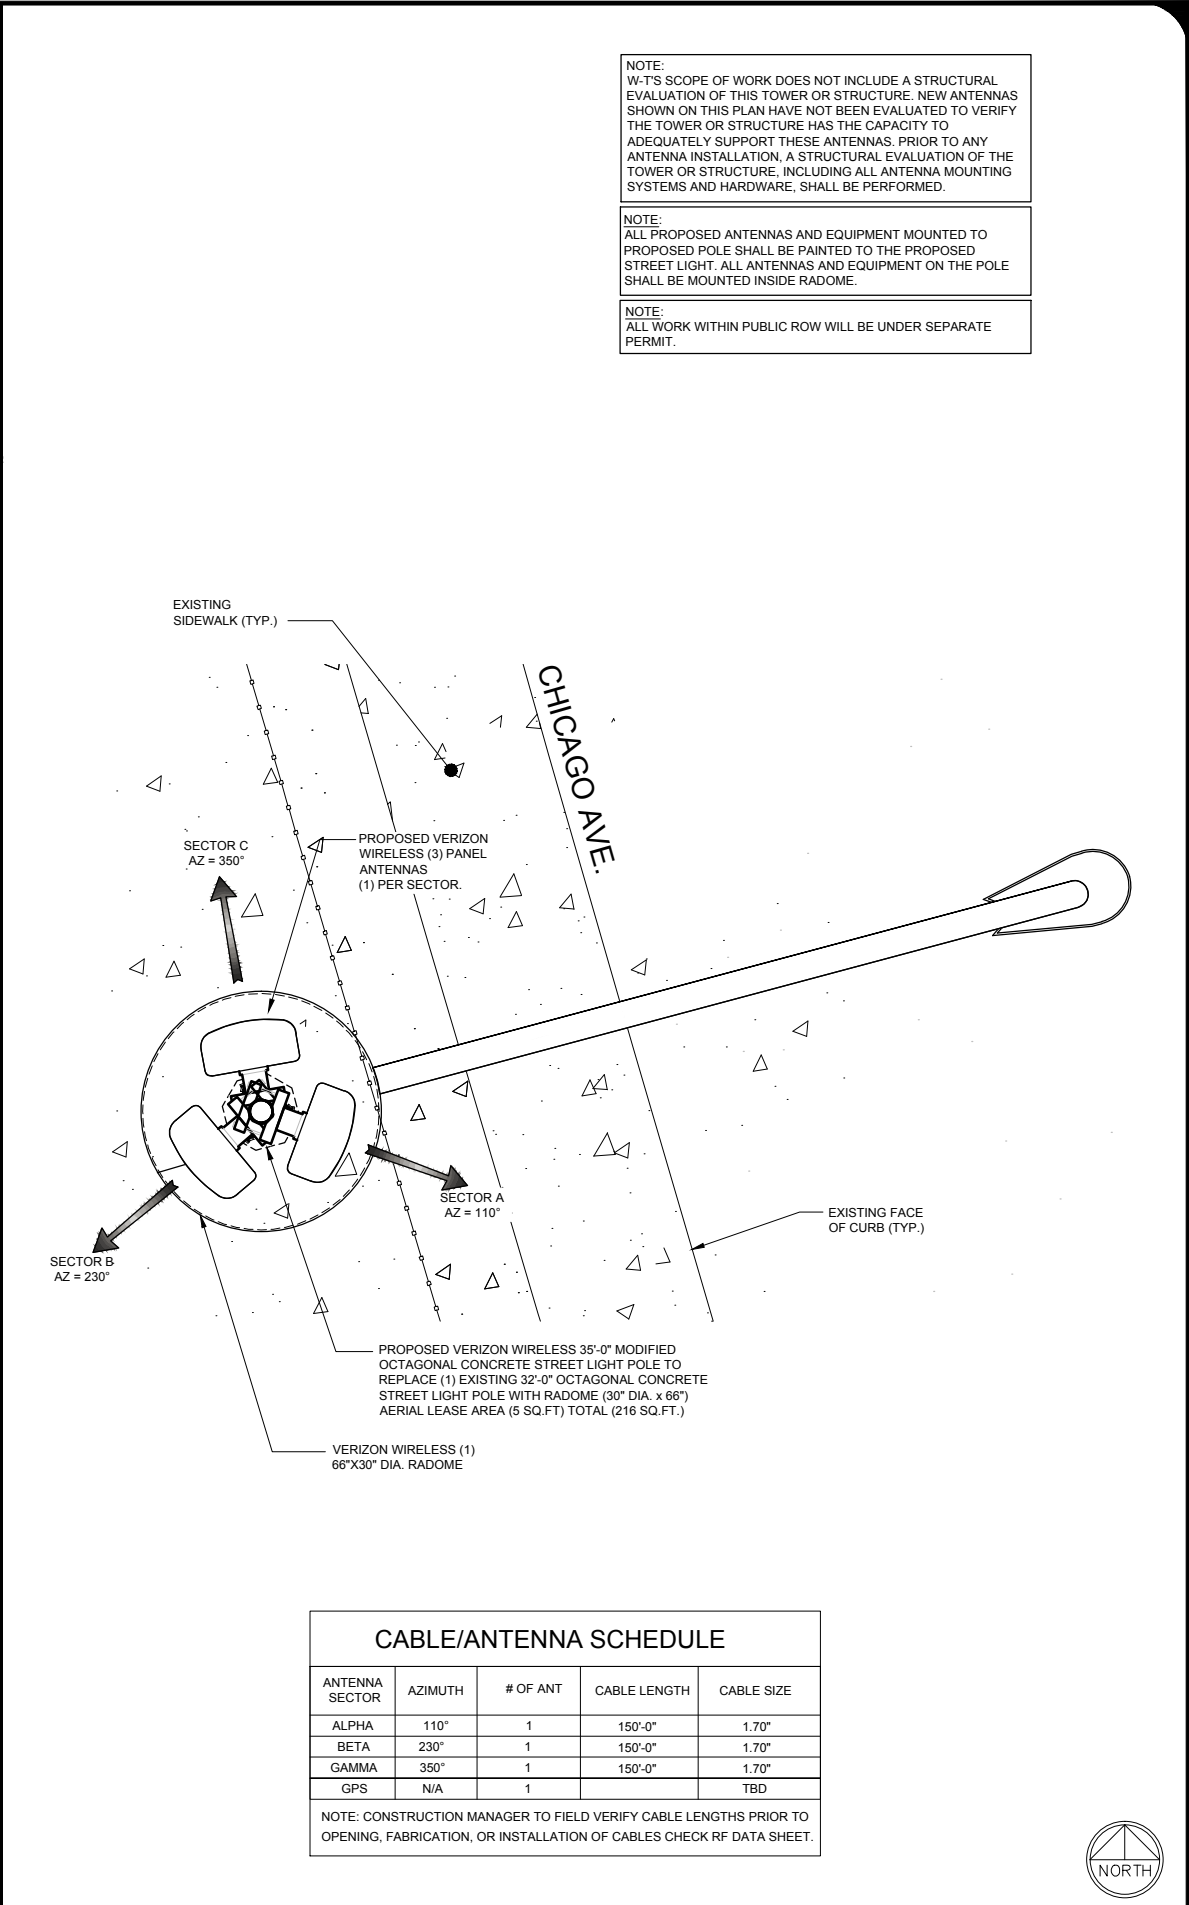 NOTE:
W-T'S SCOPE OF WORK DOES NOT INCLUDE A STRUCTURAL
EVALUATION OF THIS TOWER OR STRUCTURE. NEW ANTENNAS
SHOWN ON THIS PLAN HAVE NOT BEEN EVALUATED TO VERIFY
THE TOWER OR STRUCTURE HAS THE CAPACITY TO
ADEQUATELY SUPPORT THESE ANTENNAS. PRIOR TO ANY
ANTENNA INSTALLATION, A STRUCTURAL EVALUATION OF THE
TOWER OR STRUCTURE, INCLUDING ALL ANTENNA MOUNTING
SYSTEMS AND HARDWARE, SHALL BE PERFORMED.
NOTE:
ALL PROPOSED ANTENNAS AND EQUIPMENT MOUNTED TO
PROPOSED POLE SHALL BE PAINTED TO THE PROPOSED
STREET LIGHT. ALL ANTENNAS AND EQUIPMENT ON THE POLE
SHALL BE MOUNTED INSIDE RADOME.
NOTE:
ALL WORK WITHIN PUBLIC ROW WILL BE UNDER SEPARATE
PERMIT.
EXISTING
SIDEWALK (TYP.)
CHICAGO AVE.
SECTOR C
AZ = 350°
PROPOSED VERIZON
WIRELESS (3) PANEL
ANTENNAS
(1) PER SECTOR.
SECTOR A
AZ = 110°
EXISTING FACE
OF CURB (TYP.)
SECTOR B
AZ = 230°
PROPOSED VERIZON WIRELESS 35'-0" MODIFIED
OCTAGONAL CONCRETE STREET LIGHT POLE TO
REPLACE (1) EXISTING 32'-0" OCTAGONAL CONCRETE
STREET LIGHT POLE WITH RADOME (30" DIA. x 66")
AERIAL LEASE AREA (5 SQ.FT) TOTAL (216 SQ.FT.)
VERIZON WIRELESS (1)
66"X30" DIA. RADOME
CABLE/ANTENNA SCHEDULE
ANTENNA SECTOR AZIMUTH # OF ANT CABLE LENGTH CABLE SIZE
ALPHA 110° 1 150'-0" 1.70"
BETA 230° 1 150'-0" 1.70"
GAMMA 350° 1 150'-0" 1.70"
GPS N/A 1 TBD
NOTE: CONSTRUCTION MANAGER TO FIELD VERIFY CABLE LENGTHS PRIOR TO
OPENING, FABRICATION, OR INSTALLATION OF CABLES CHECK RF DATA SHEET.
NORTH